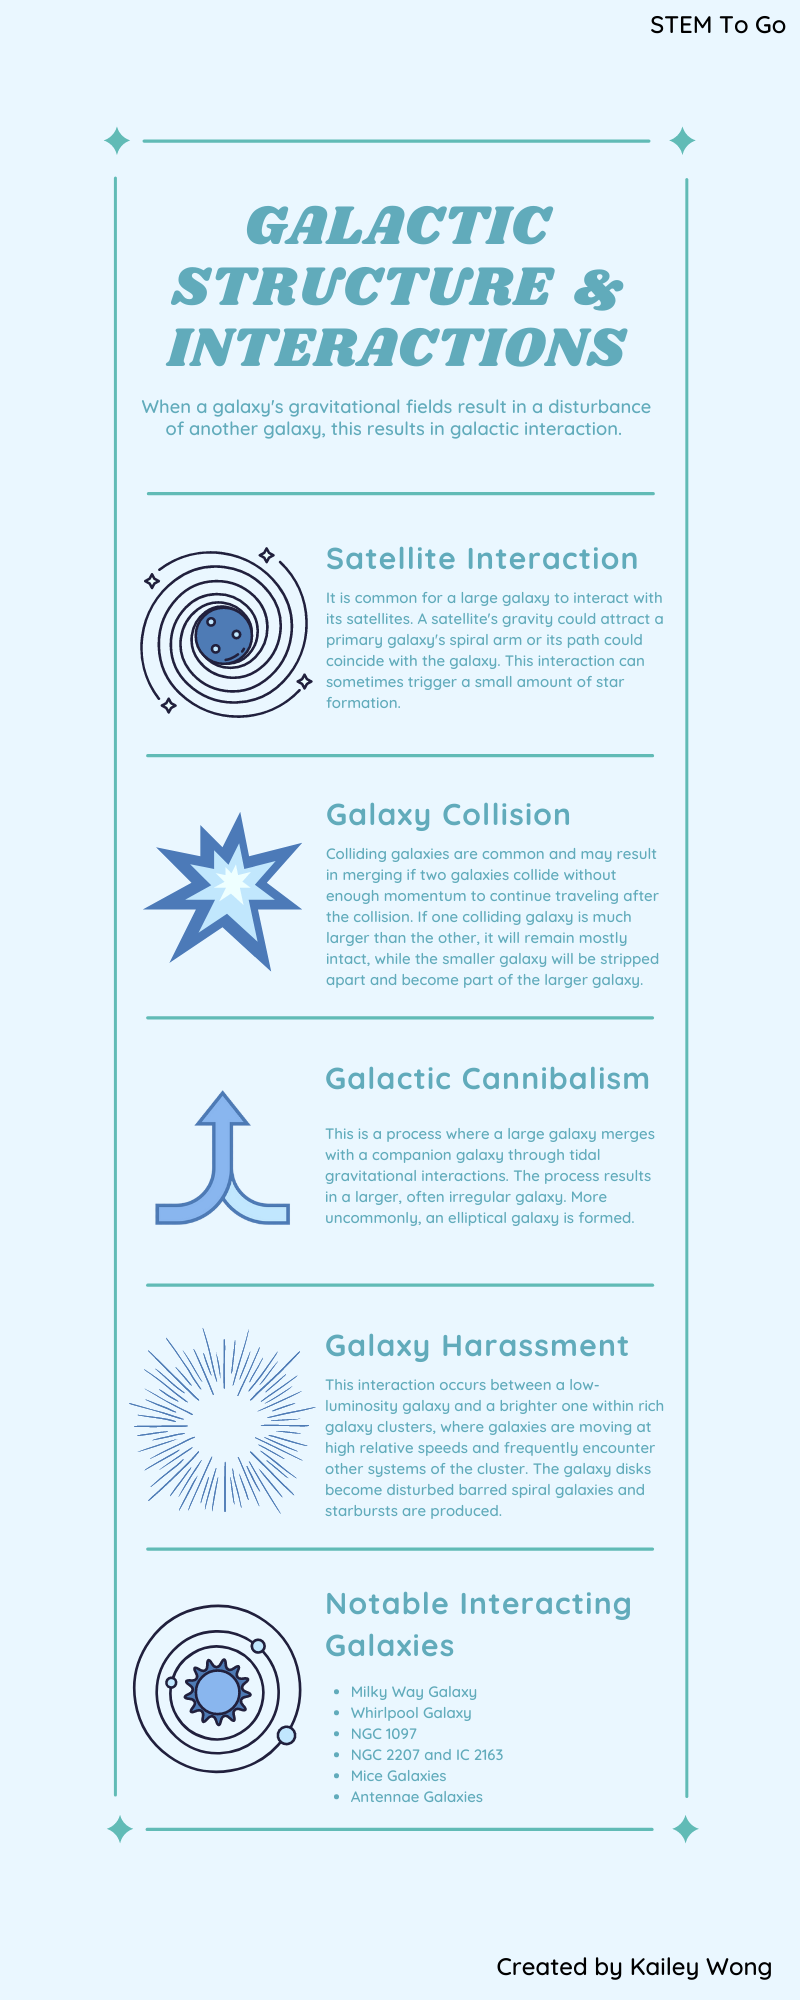 STEM To Go
GALACTIC
STRUCTURE &
INTERACTIONS
When a galaxy's gravitational fields result in a disturbance
of another galaxy, this results in galactic interaction.
Satellite Interaction
It is common for a large galaxy to interact with
its satellites. A satellite's gravity could attract a
primary galaxy's spiral arm or its path could
coincide with the galaxy. This interaction can
sometimes trigger a small amount of star
formation.
Galaxy Collision
Colliding galaxies are common and may result
in merging if two galaxies collide without
enough momentum to continue traveling after
the collision. If one colliding galaxy is much
larger than the other, it will remain mostly
intact, while the smaller galaxy will be stripped
apart and become part of the larger galaxy.
Galactic Cannibalism
This is a process where a large galaxy merges
with a companion galaxy through tidal
gravitational interactions. The process results
in a larger, often irregular galaxy. More
uncommonly, an elliptical galaxy is formed.
Galaxy Harassment
This interaction occurs between a low-
luminosity galaxy and a brighter one within rich
galaxy clusters, where galaxies are moving at
high relative speeds and frequently encounter
other systems of the cluster. The galaxy disks
become disturbed barred spiral galaxies and
starbursts are produced.
Notable Interacting
Galaxies
• Milky Way Galaxy
• Whirlpool Galaxy
• NGC 1097
• NGC 2207 and IC 2163
• Mice Galaxies
• Antennae Galaxies
Created by Kailey Wong